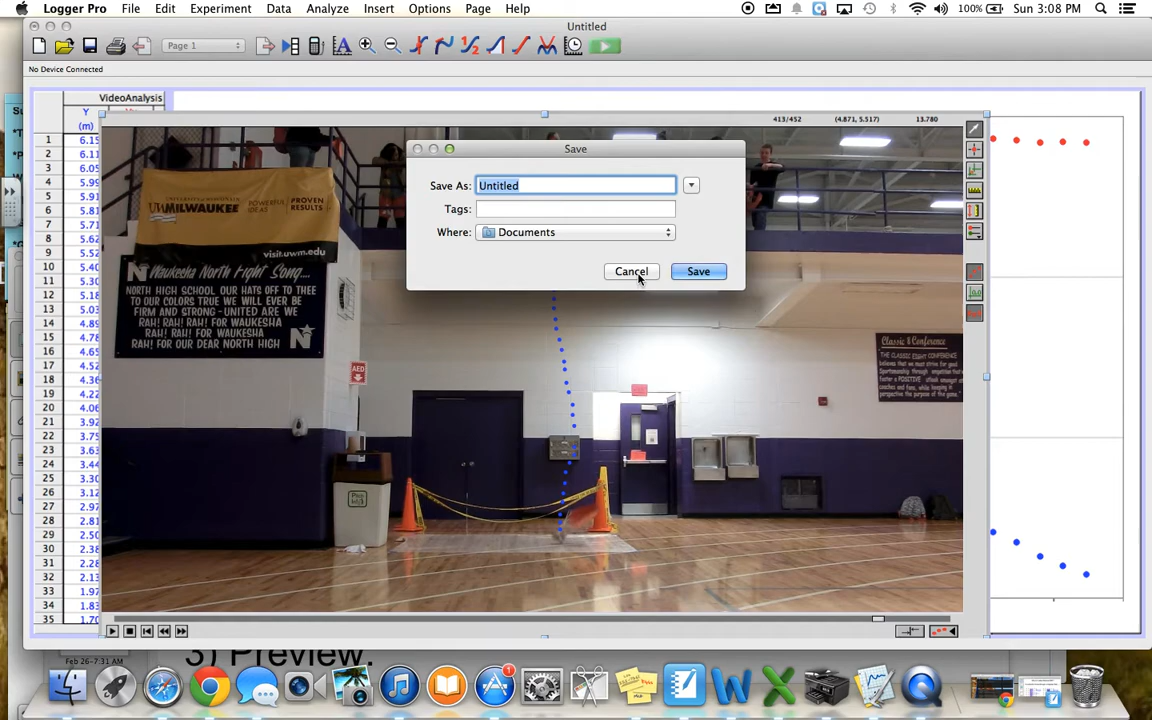 Logger Pro File Edit Experiment Data Analyze Insert Options Page Help 100% Sun 3:08 PM
Untitled
Page 1
No Device Connected
VideoAnalysis
Y
(m)
413/452 (4.871, 5.517) 13.780
1 6.15
2 6.11
3 6.05
4 5.99
5 5.91
6 5.81
7 5.71
8 5.62
9 5.52
10 5.40
11 5.30
12 5.18
13 5.03
14 4.89
15 4.78
16 4.65
17 4.52
18 4.36
19 4.22
20 4.06
21 3.92
22 3.75
23 3.63
24 3.44
25 3.30
26 3.12
27 2.97
28 2.81
29 2.50
30 2.38
31 2.28
32 2.13
33 1.97
34 1.83
35 1.70
Save
Save As: Untitled
Tags:
Where: Documents
Cancel Save
UWMILWAUKEE POWERFUL IDEAS PROVEN RESULTS
visit.uwm.edu
Waukesha North Fight Song...
NORTH HIGH SCHOOL OUR HATS OFF TO THEE
TO OUR COLORS TRUE WE WILL EVER BE
FIRM AND STRONG - UNITED ARE WE
RAH! RAH! RAH! FOR WAUKESHA
RAH! RAH! RAH! RAH!
RAH! FOR OUR DEAR NORTH HIGH
N
AED
Classic 8 Conference
Feb 26-7:31 AM
3) Preview.
1